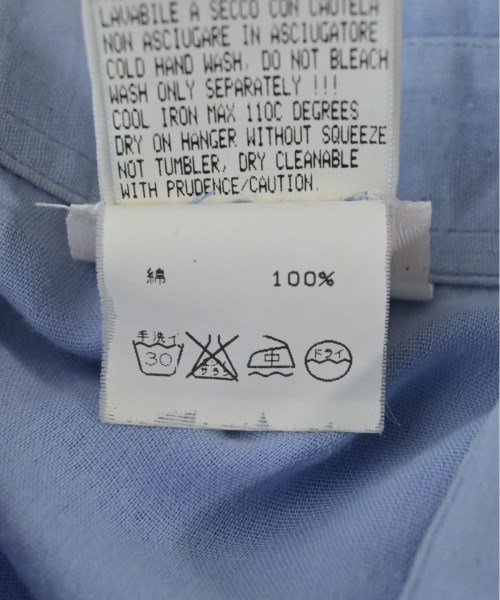 LAVABILE A SECCO CON CAUTELA
NON ASCIUGARE IN ASCIUGATORE
COLD HAND WASH, DO NOT BLEACH
WASH ONLY SEPARATELY !!!
COOL IRON MAX 110C DEGREES
DRY ON HANGER WITHOUT SQUEEZE
NOT TUMBLER, DRY CLEANABLE
WITH PRUDENCE/CAUTION.
綿 100%
手洗イ
30
エンソ
サラシ
中
ドライ